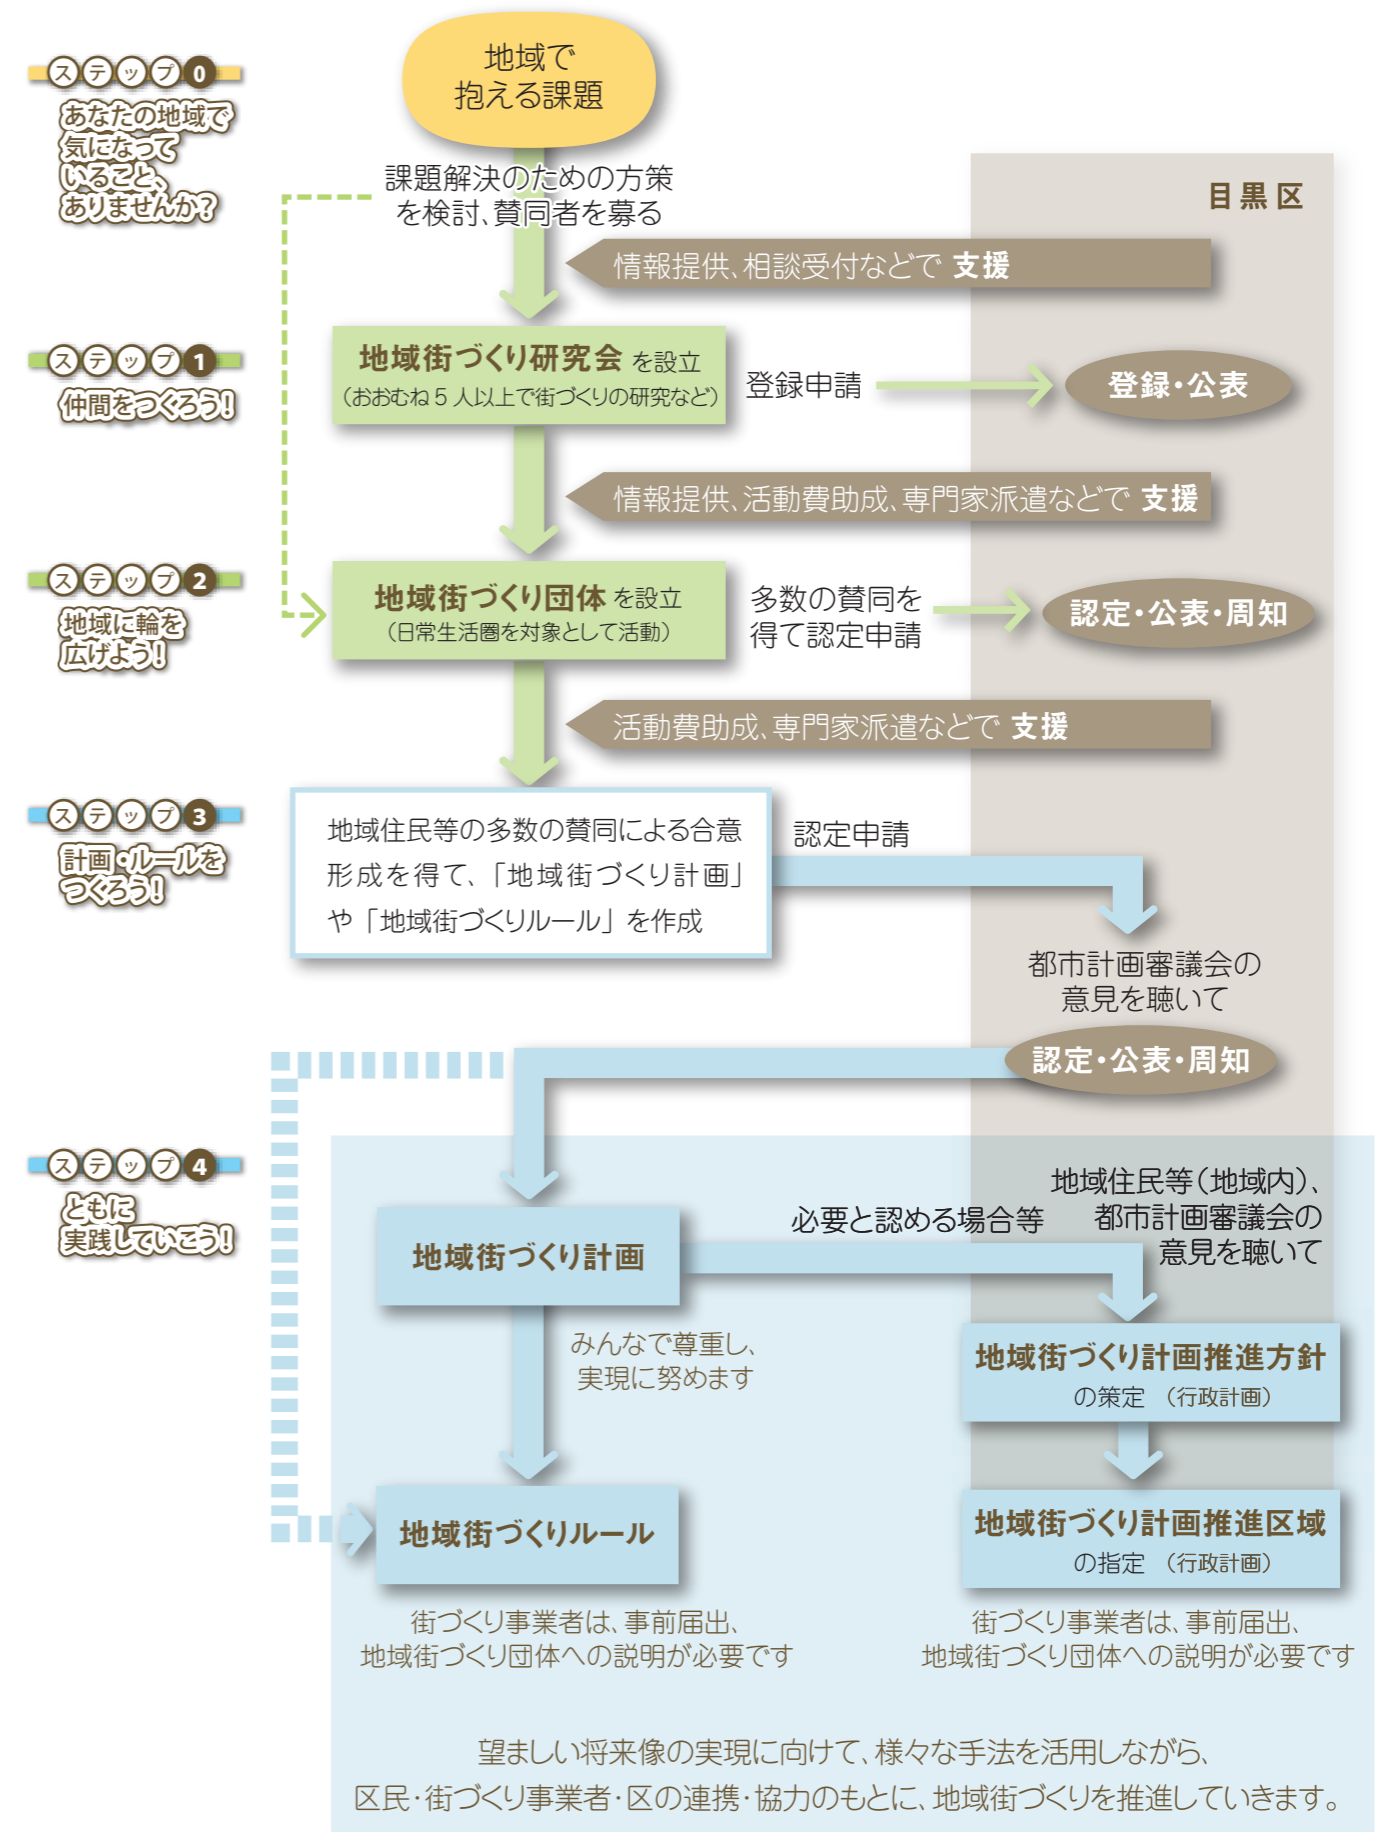 ステップ0
あなたの地域で
気になって
いること、
ありませんか？
地域で
抱える課題
課題解決のための方策
を検討、賛同者を募る
目黒区
情報提供、相談受付などで 支援
ステップ1
仲間をつくろう！
地域街づくり研究会 を設立
（おおむね５人以上で街づくりの研究など）
登録申請
登録・公表
情報提供、活動費助成、専門家派遣などで 支援
ステップ2
地域に輪を
広げよう！
地域街づくり団体 を設立
（日常生活圏を対象として活動）
多数の賛同を
得て認定申請
認定・公表・周知
活動費助成、専門家派遣などで 支援
ステップ3
計画・ルールを
つくろう！
地域住民等の多数の賛同による合意
形成を得て、「地域街づくり計画」
や「地域街づくりルール」を作成
認定申請
都市計画審議会の
意見を聴いて
認定・公表・周知
ステップ4
ともに
実践していこう！
地域街づくり計画
必要と認める場合等
地域住民等（地域内）、
都市計画審議会の
意見を聴いて
みんなで尊重し、
実現に努めます
地域街づくり計画推進方針
の策定 （行政計画）
地域街づくりルール
地域街づくり計画推進区域
の指定 （行政計画）
街づくり事業者は、事前届出、
地域街づくり団体への説明が必要です
街づくり事業者は、事前届出、
地域街づくり団体への説明が必要です
望ましい将来像の実現に向けて、様々な手法を活用しながら、
区民・街づくり事業者・区の連携・協力のもとに、地域街づくりを推進していきます。